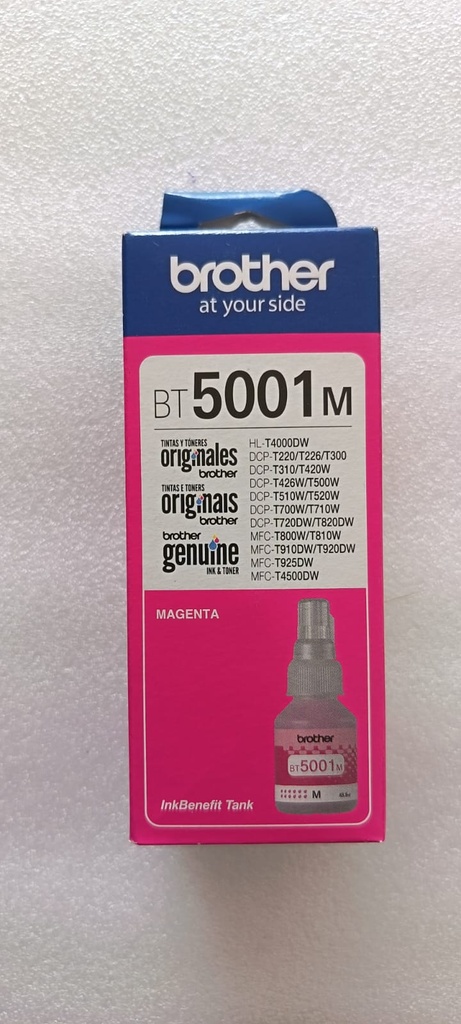 brother
at your side
BT5001M
TINTAS Y TÓNERES
originales
brother
TINTAS E TONERS
originais
brother
brother
genuine
INK & TONER
HL-T4000DW
DCP-T220/T226/T300
DCP-T310/T420W
DCP-T426W/T500W
DCP-T510W/T520W
DCP-T700W/T710W
DCP-T720DW/T820DW
MFC-T800W/T810W
MFC-T910DW/T920DW
MFC-T925DW
MFC-T4500DW
MAGENTA
brother
BT5001M
M
InkBenefit Tank